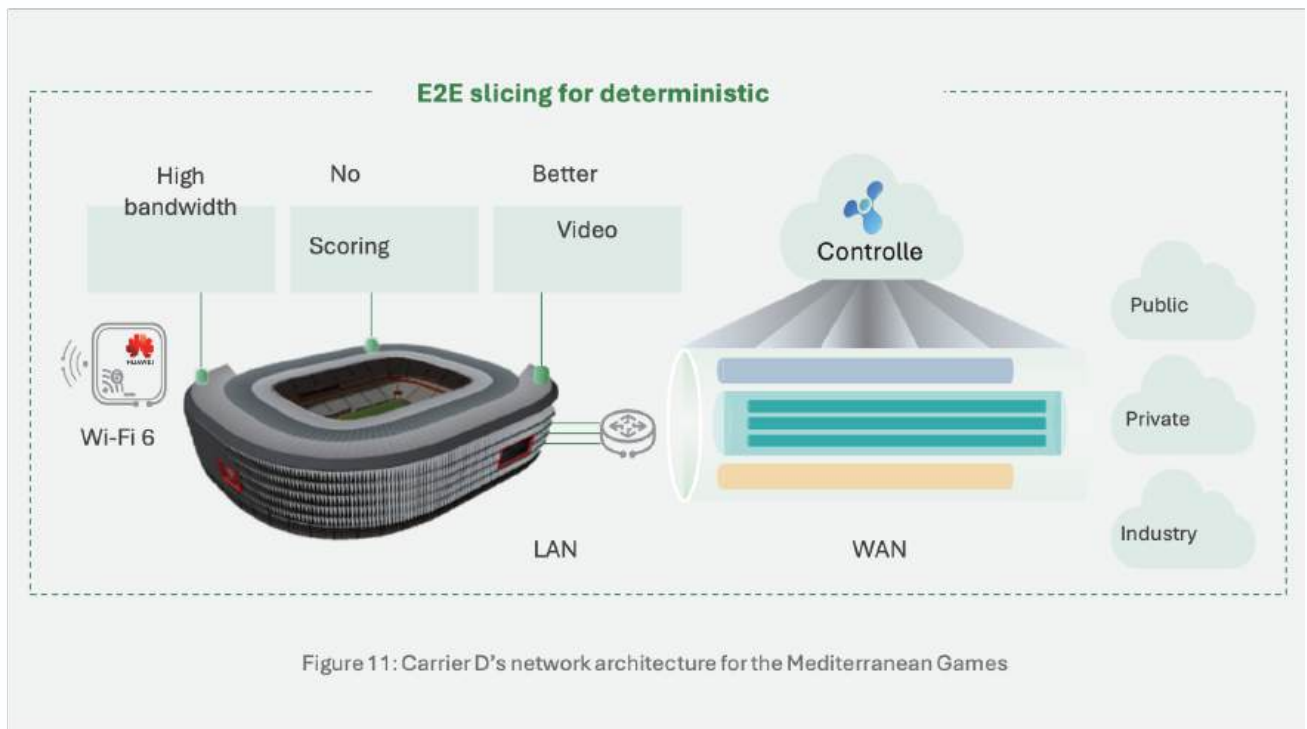 E2E slicing for deterministic
High
bandwidth
No
Scoring
Better
Video
Controlle
Public
Private
Industry
HUAWEI
Wi-Fi 6
LAN
WAN
Figure 11: Carrier D's network architecture for the Mediterranean Games